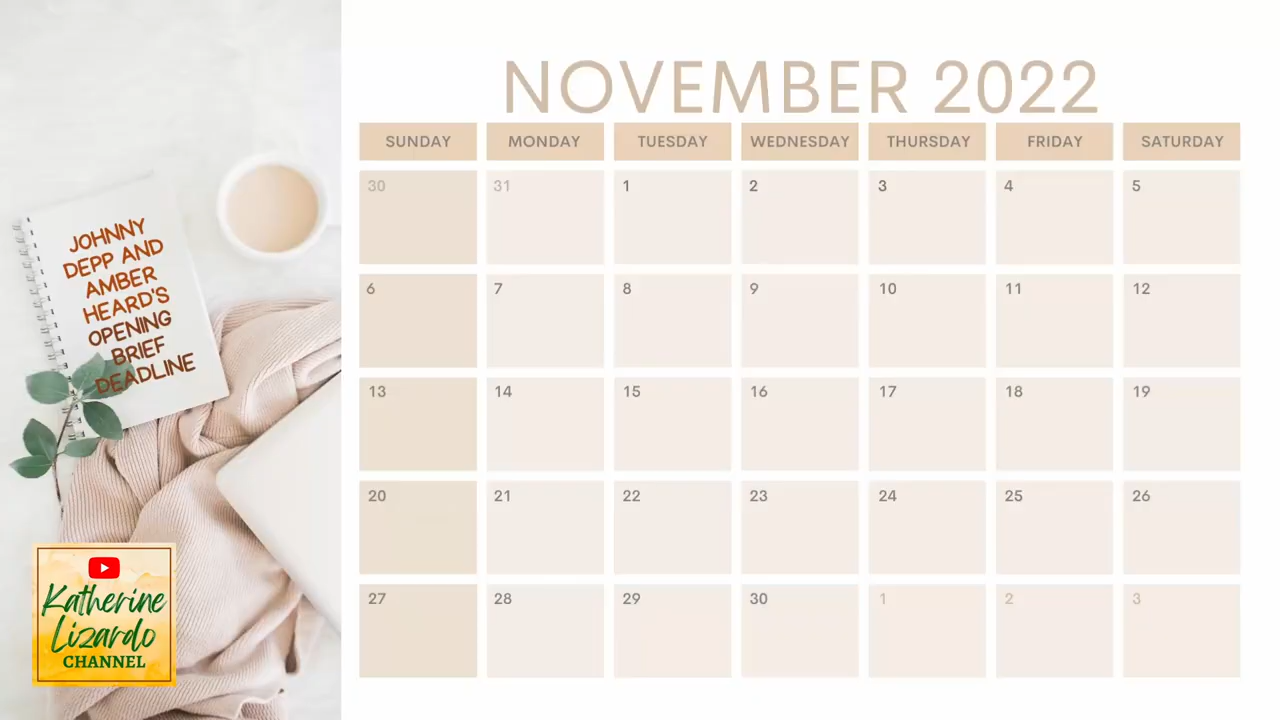 NOVEMBER 2022
SUNDAY MONDAY TUESDAY WEDNESDAY THURSDAY FRIDAY SATURDAY
30 31 1 2 3 4 5
6 7 8 9 10 11 12
13 14 15 16 17 18 19
20 21 22 23 24 25 26
27 28 29 30 1 2 3
JOHNNY
DEPP AND
AMBER
HEARD'S
OPENING
BRIEF
DEADLINE
Katherine
Lizardo
CHANNEL